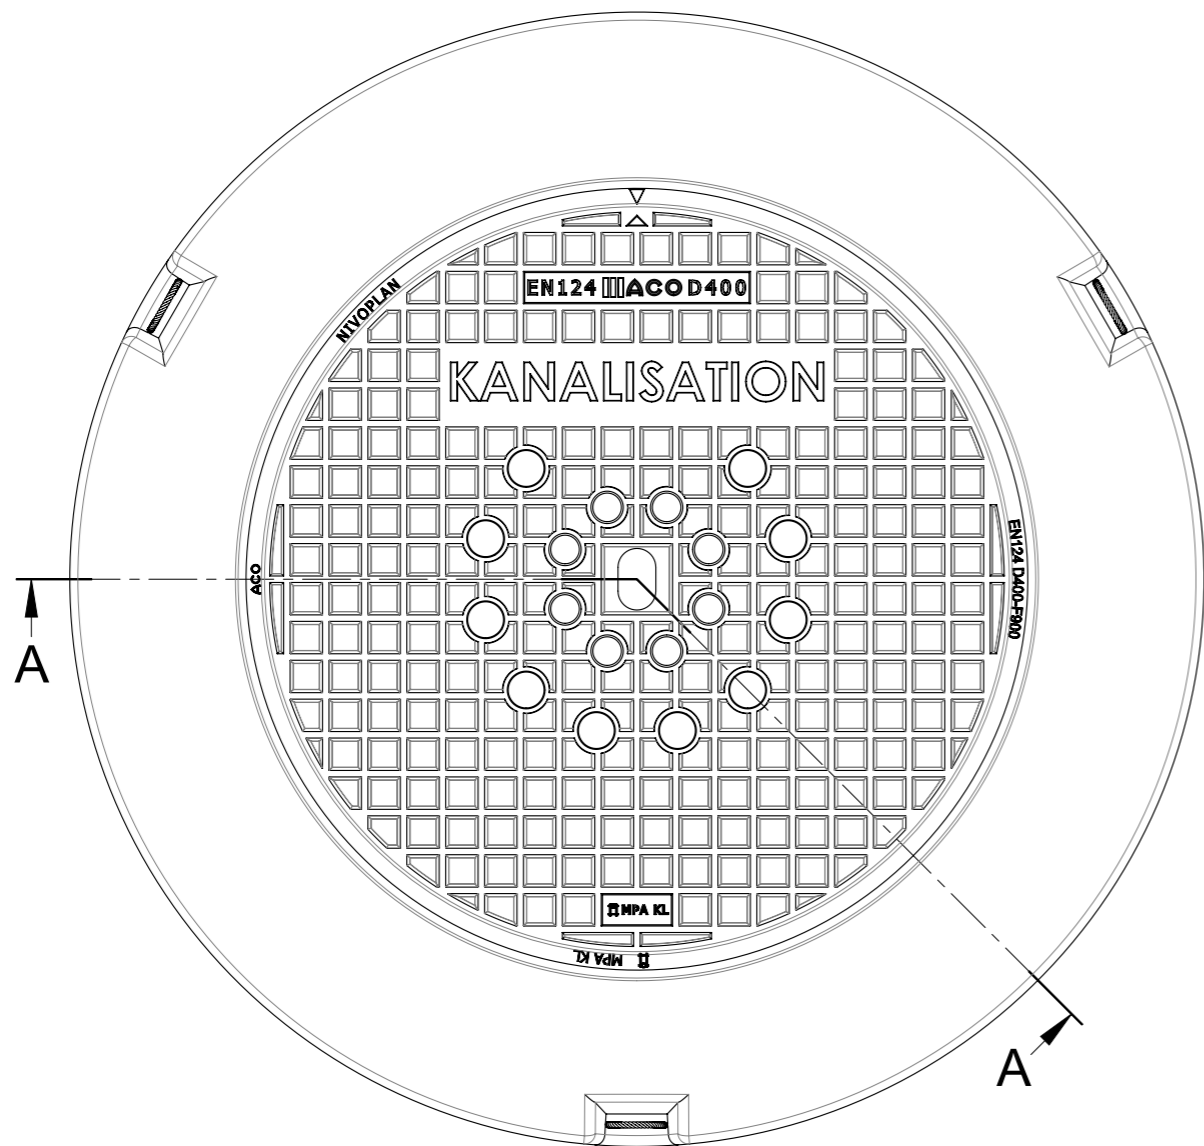 EN124 ACO D400
KANALISATION
NIVOPLAN
ACO
EN124 D400-F900
A
A
MPA KL
MPA KL